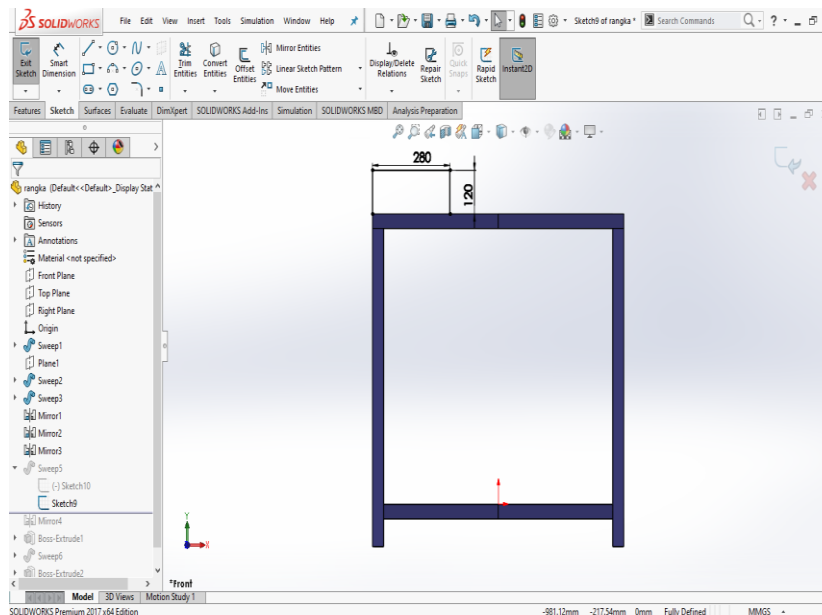 SOLIDWORKS File Edit View Insert Tools Simulation Window Help Sketch9 of rangka * Search Commands
Exit Sketch Smart Dimension Trim Entities Convert Entities Offset Entities Mirror Entities Linear Sketch Pattern Move Entities Display/Delete Relations Repair Sketch Quick Snaps Rapid Sketch Instant2D
Features Sketch Surfaces Evaluate DimXpert SOLIDWORKS Add-Ins Simulation SOLIDWORKS MBD Analysis Preparation
280
120
rangka (Default<<Default>_Display Stat
History
Sensors
Annotations
Material <not specified>
Front Plane
Top Plane
Right Plane
Origin
Sweep1
Plane1
Sweep2
Sweep3
Mirror1
Mirror2
Mirror3
Sweep5
(-) Sketch10
Sketch9
Mirror4
Boss-Extrude1
Sweep6
Boss-Extrude2
Y
X
*Front
Model 3D Views Motion Study 1
SOLIDWORKS Premium 2017 x64 Edition -981.12mm -217.54mm 0mm Fully Defined MMGS